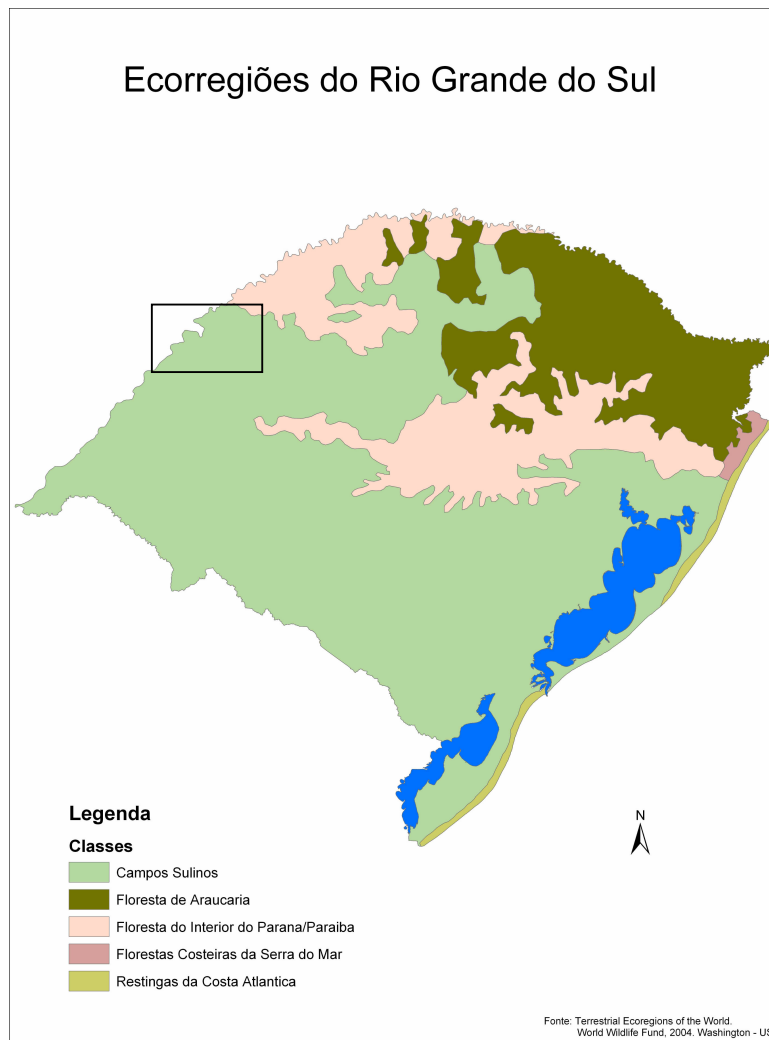 Ecorregiões do Rio Grande do Sul
N
Legenda
Classes
Campos Sulinos
Floresta de Araucaria
Floresta do Interior do Parana/Paraiba
Florestas Costeiras da Serra do Mar
Restingas da Costa Atlantica
Fonte: Terrestrial Ecoregions of the World.
World Wildlife Fund, 2004. Washington - US